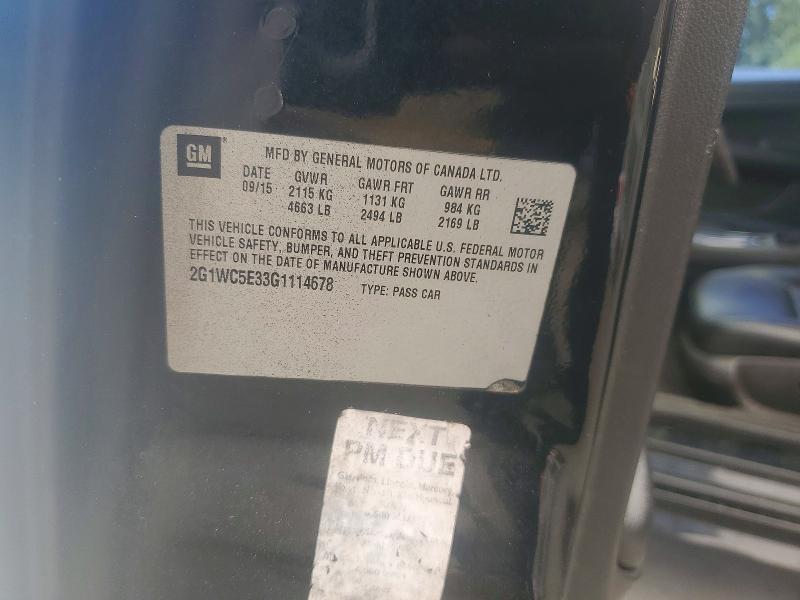 GM
MFD BY GENERAL MOTORS OF CANADA LTD.
DATE GVWR GAWR FRT GAWR RR
09/15 2115 KG 1131 KG 984 KG
4663 LB 2494 LB 2169 LB
THIS VEHICLE CONFORMS TO ALL APPLICABLE U.S. FEDERAL MOTOR
VEHICLE SAFETY, BUMPER, AND THEFT PREVENTION STANDARDS IN
EFFECT ON THE DATE OF MANUFACTURE SHOWN ABOVE.
2G1WC5E33G1114678 TYPE: PASS CAR
NEXT
PM DUE
Lincoln, Mercury